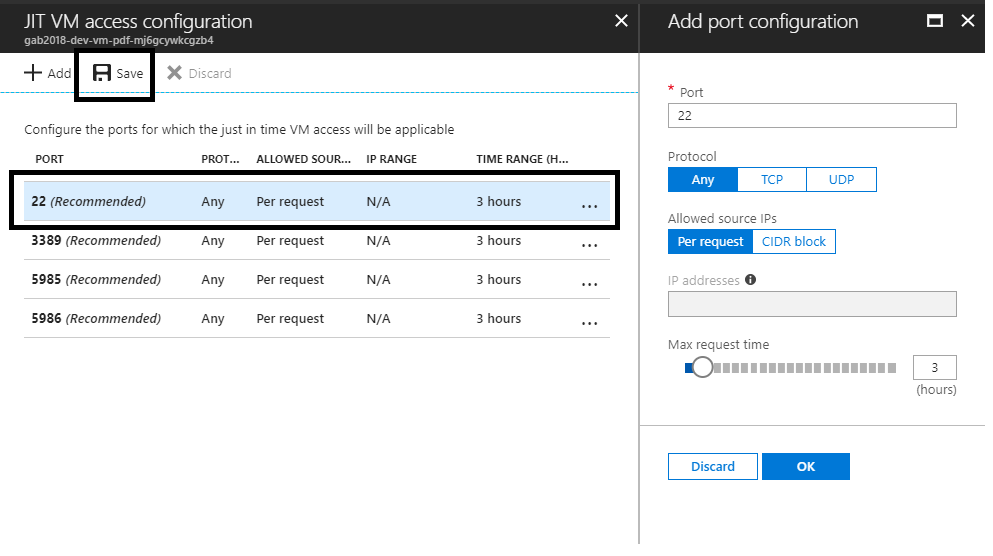 JIT VM access configuration
gab2018-dev-vm-pdf-mj6gcywkcgzb4
Add Save Discard
Configure the ports for which the just in time VM access will be applicable
PORT PROT... ALLOWED SOUR... IP RANGE TIME RANGE (H...
22 (Recommended) Any Per request N/A 3 hours ...
3389 (Recommended) Any Per request N/A 3 hours ...
5985 (Recommended) Any Per request N/A 3 hours ...
5986 (Recommended) Any Per request N/A 3 hours ...
Add port configuration
* Port
22
Protocol
Any TCP UDP
Allowed source IPs
Per request CIDR block
IP addresses
Max request time
3
(hours)
Discard OK